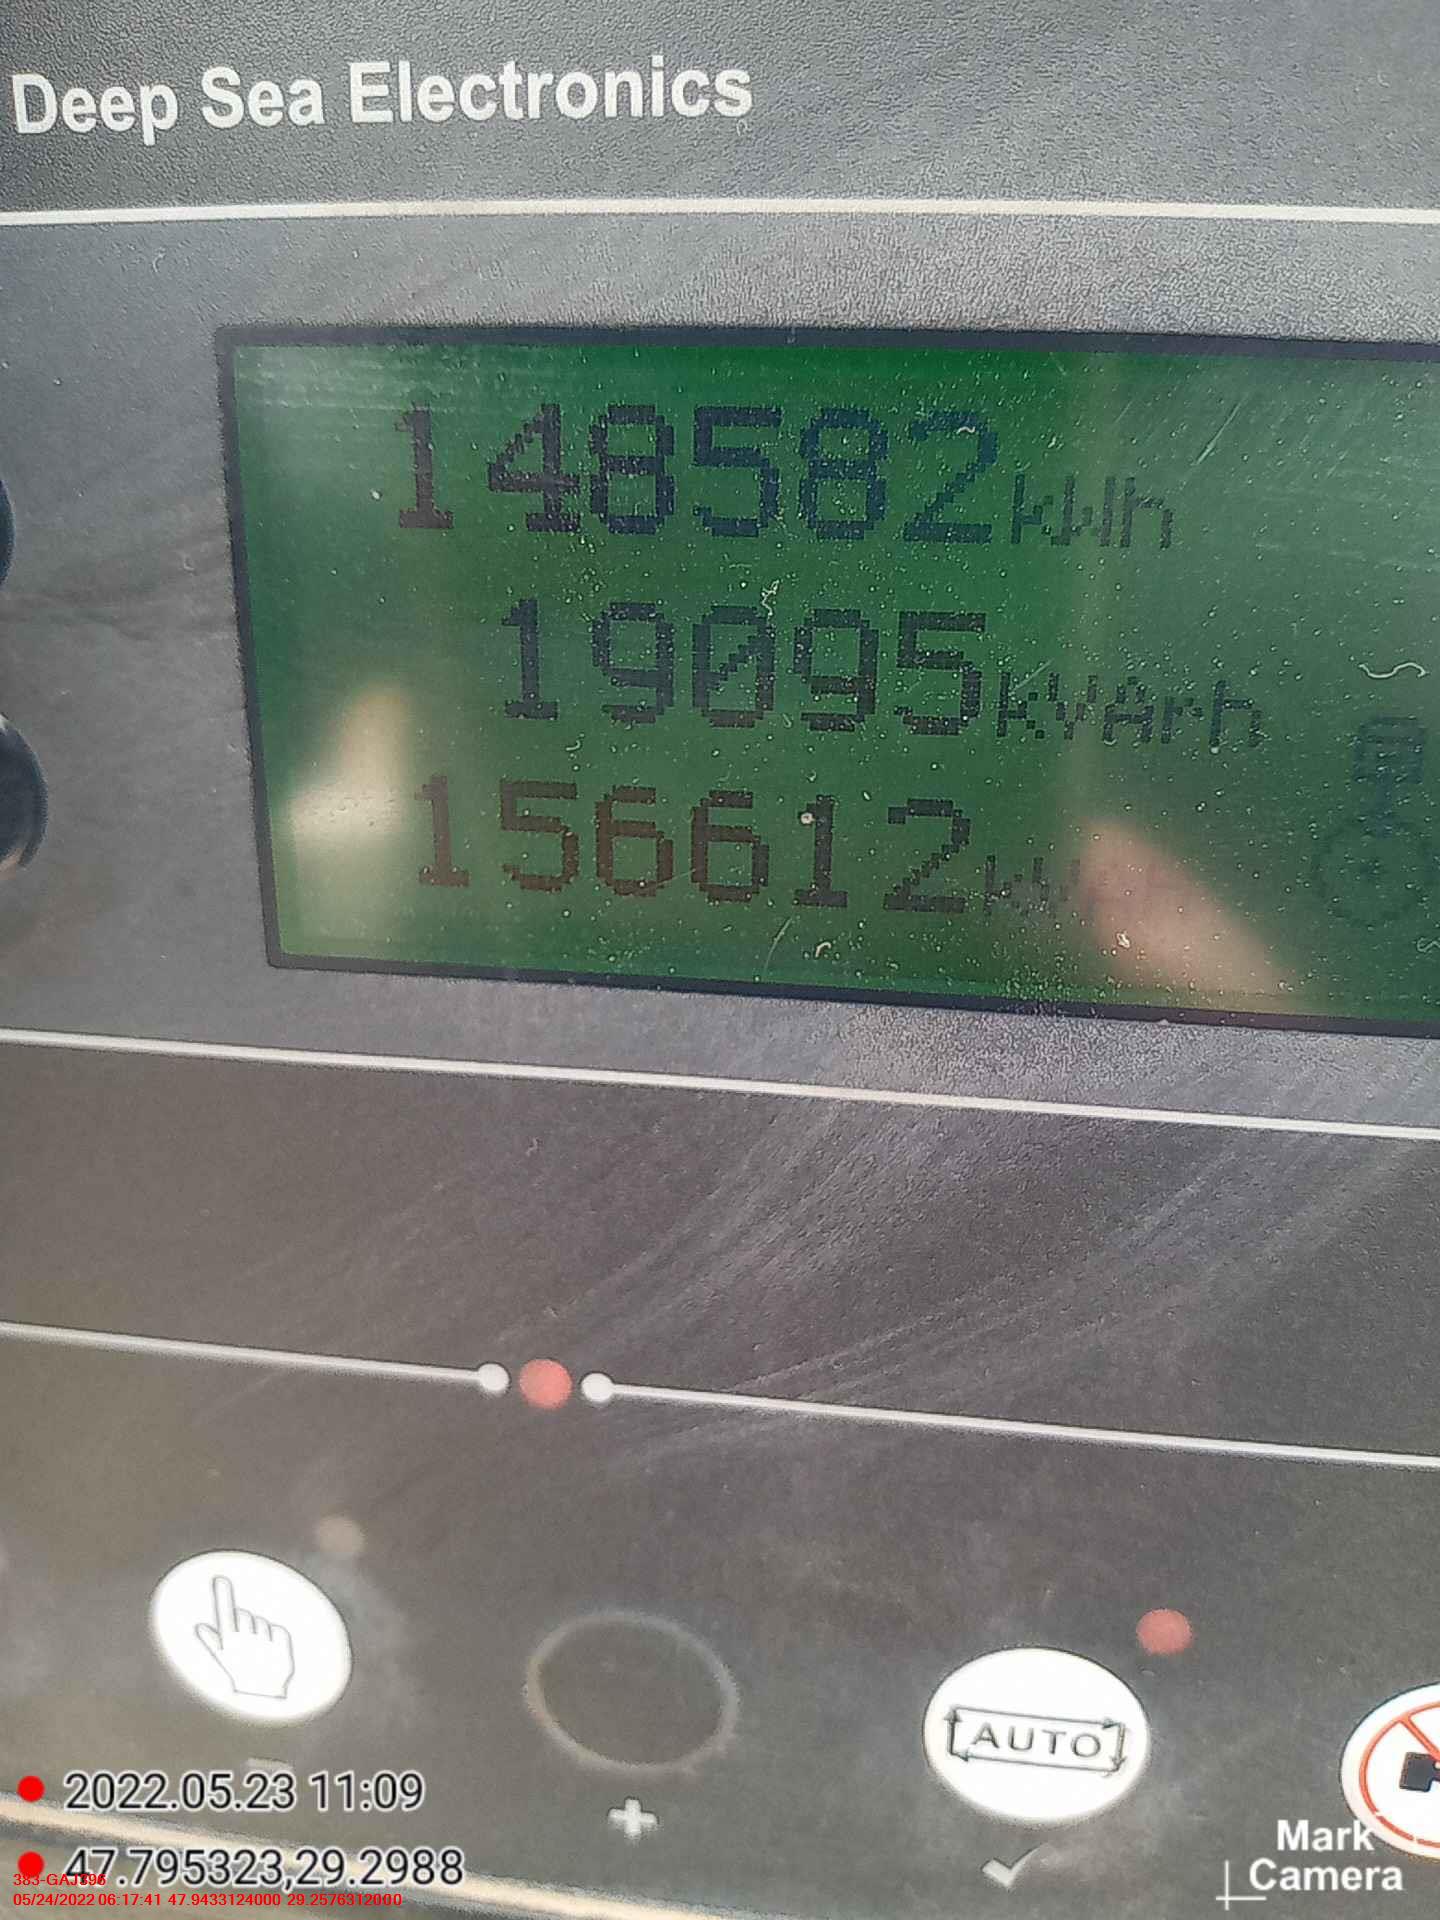 Deep Sea Electronics
148582kWh
19095kVArh
156612
AUTO
+
2022.05.23 11:09
47.795323,29.2988
05/24/2022 06:17:41 47.9433124000 29.2576312000
Mark
Camera